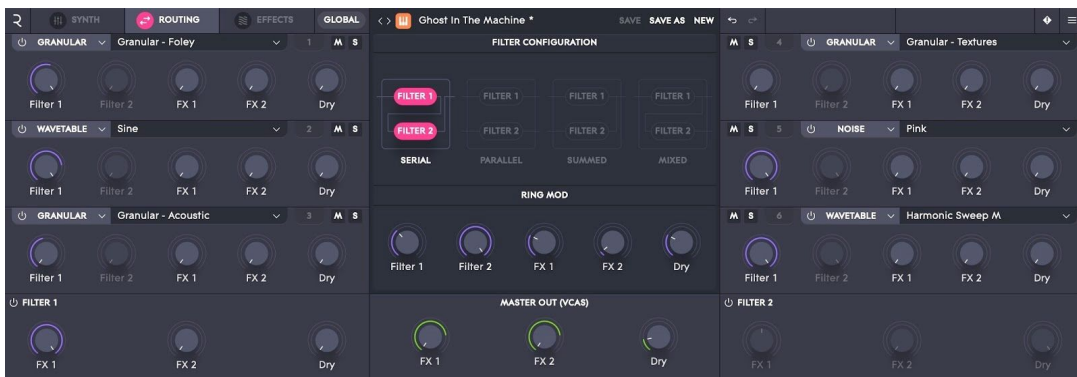 SYNTH ROUTING EFFECTS GLOBAL Ghost In The Machine * SAVE SAVE AS NEW
GRANULAR Granular - Foley 1 M S
Filter 1 Filter 2 FX 1 FX 2 Dry
WAVETABLE Sine 2 M S
Filter 1 Filter 2 FX 1 FX 2 Dry
GRANULAR Granular - Acoustic 3 M S
Filter 1 Filter 2 FX 1 FX 2 Dry
FILTER 1
FX 1 FX 2 Dry
FILTER CONFIGURATION
FILTER 1 FILTER 1 FILTER 1 FILTER 1
FILTER 2 FILTER 2 FILTER 2 FILTER 2
SERIAL PARALLEL SUMMED MIXED
RING MOD
Filter 1 Filter 2 FX 1 FX 2 Dry
MASTER OUT (VCAS)
FX 1 FX 2 Dry
M S 4 GRANULAR Granular - Textures
Filter 1 Filter 2 FX 1 FX 2 Dry
M S 5 NOISE Pink
Filter 1 Filter 2 FX 1 FX 2 Dry
M S 6 WAVETABLE Harmonic Sweep M
Filter 1 Filter 2 FX 1 FX 2 Dry
FILTER 2
FX 1 FX 2 Dry